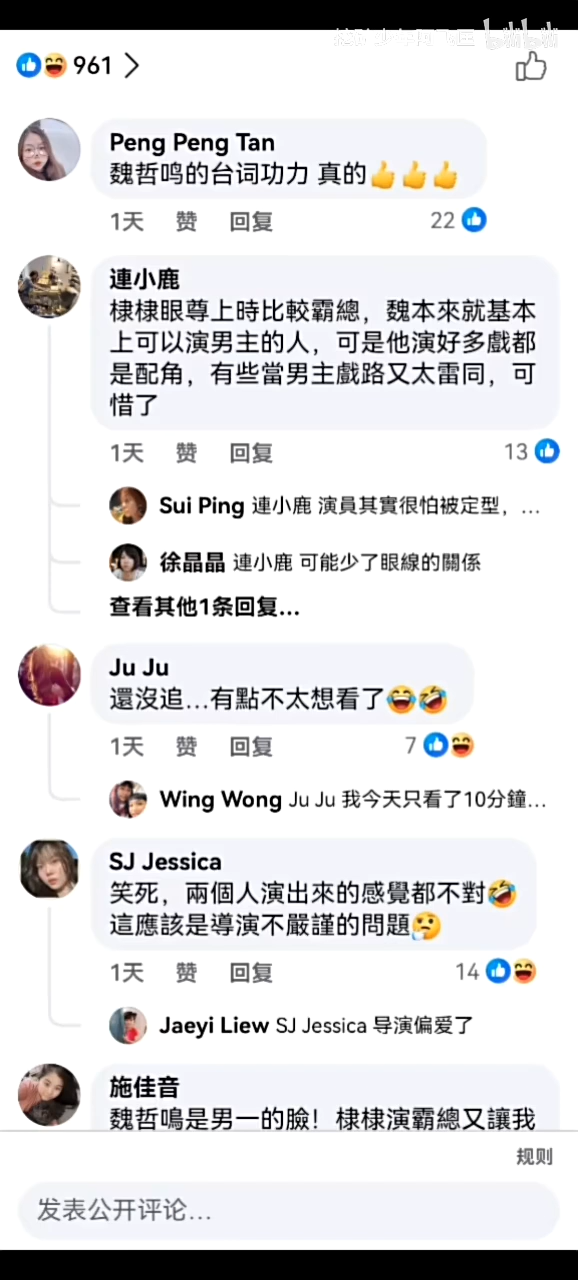 961
Peng Peng Tan
魏哲鸣的台词功力 真的👍👍👍
1天 赞 回复 22
連小鹿
棣棣眼尊上時比較霸總，魏本來就基本
上可以演男主的人，可是他演好多戲都
是配角，有些當男主戲路又太雷同，可
惜了
1天 赞 回复 13
Sui Ping 連小鹿 演員其實很怕被定型，...
徐晶晶 連小鹿 可能少了眼線的關係
查看其他1条回复...
Ju Ju
還沒追...有點不太想看了😂🤣
1天 赞 回复 7
Wing Wong Ju Ju 我今天只看了10分鐘...
SJ Jessica
笑死，兩個人演出來的感覺都不對🤣
這應該是導演不嚴謹的問題🤔
1天 赞 回复 14
Jaeyi Liew SJ Jessica 导演偏爱了
施佳音
魏哲鳴是男一的臉！棣棣演霸總又讓我
规则
发表公开评论...